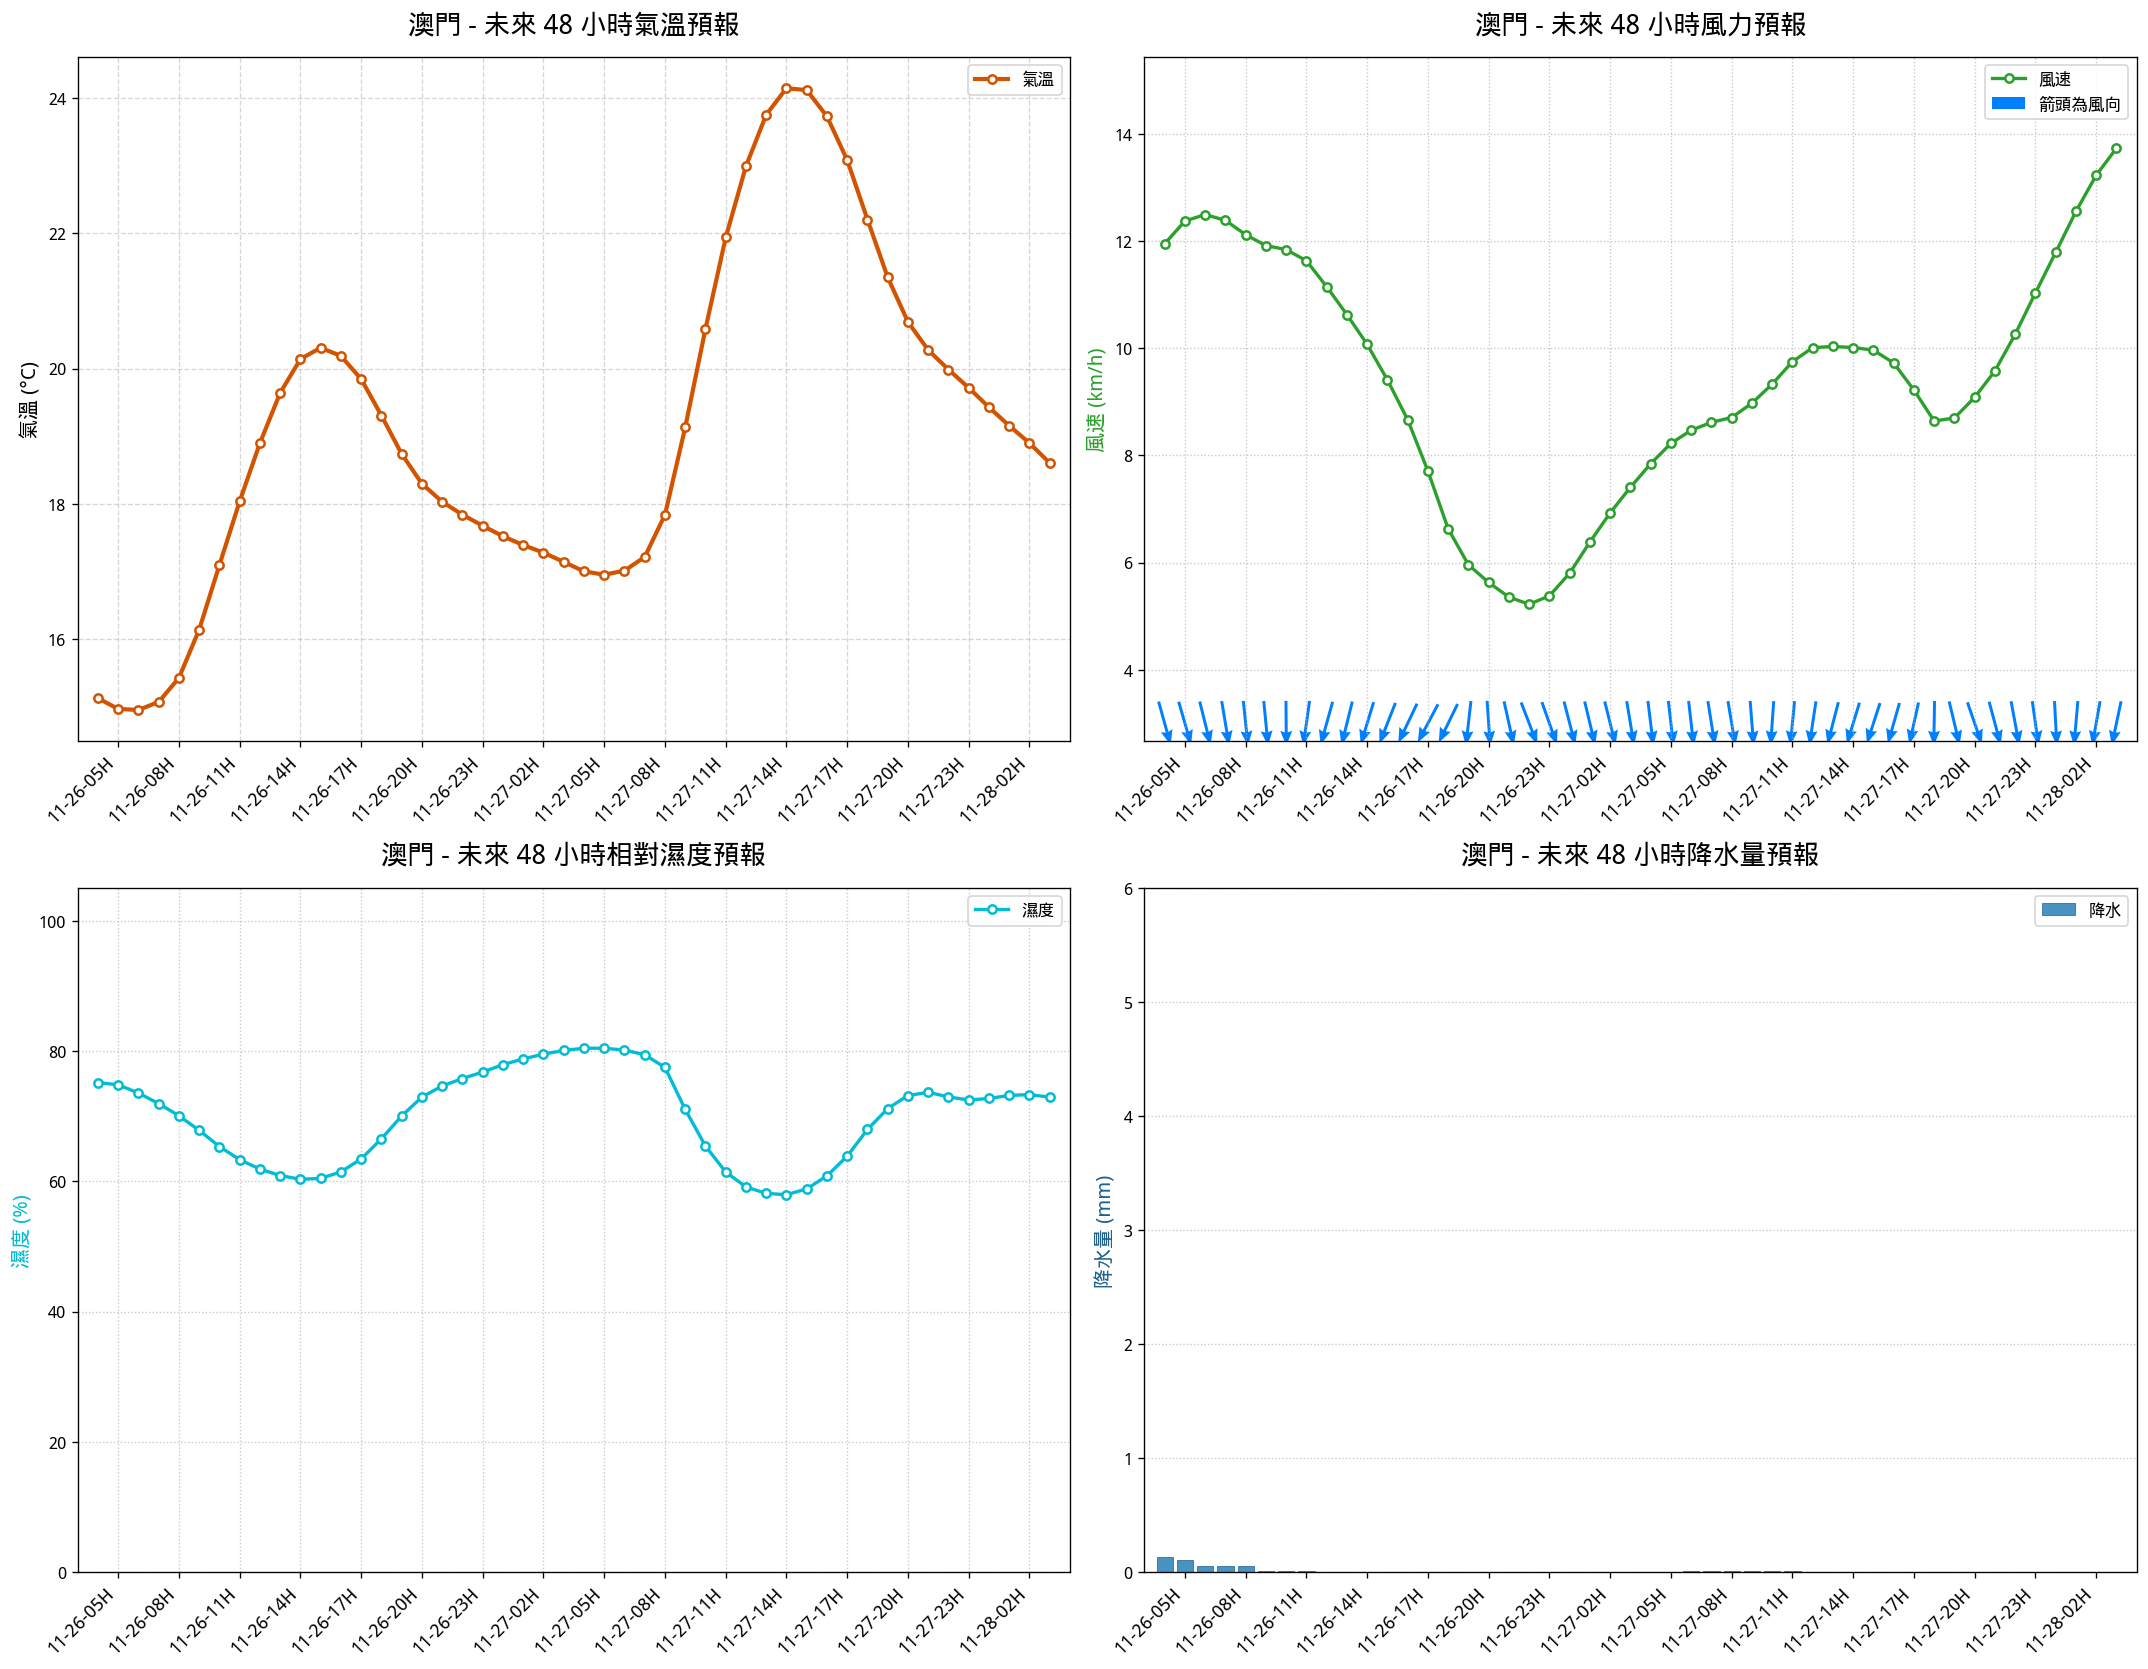 澳門 - 未來 48 小時氣溫預報
氣溫
氣溫 (°C)
24
22
20
18
16
11-26-05H
11-26-08H
11-26-11H
11-26-14H
11-26-17H
11-26-20H
11-26-23H
11-27-02H
11-27-05H
11-27-08H
11-27-11H
11-27-14H
11-27-17H
11-27-20H
11-27-23H
11-28-02H
澳門 - 未來 48 小時風力預報
風速
箭頭為風向
風速 (km/h)
14
12
10
8
6
4
11-26-05H
11-26-08H
11-26-11H
11-26-14H
11-26-17H
11-26-20H
11-26-23H
11-27-02H
11-27-05H
11-27-08H
11-27-11H
11-27-14H
11-27-17H
11-27-20H
11-27-23H
11-28-02H
澳門 - 未來 48 小時相對濕度預報
濕度
濕度 (%)
100
80
60
40
20
0
11-26-05H
11-26-08H
11-26-11H
11-26-14H
11-26-17H
11-26-20H
11-26-23H
11-27-02H
11-27-05H
11-27-08H
11-27-11H
11-27-14H
11-27-17H
11-27-20H
11-27-23H
11-28-02H
澳門 - 未來 48 小時降水量預報
降水
降水量 (mm)
6
5
4
3
2
1
0
11-26-05H
11-26-08H
11-26-11H
11-26-14H
11-26-17H
11-26-20H
11-26-23H
11-27-02H
11-27-05H
11-27-08H
11-27-11H
11-27-14H
11-27-17H
11-27-20H
11-27-23H
11-28-02H